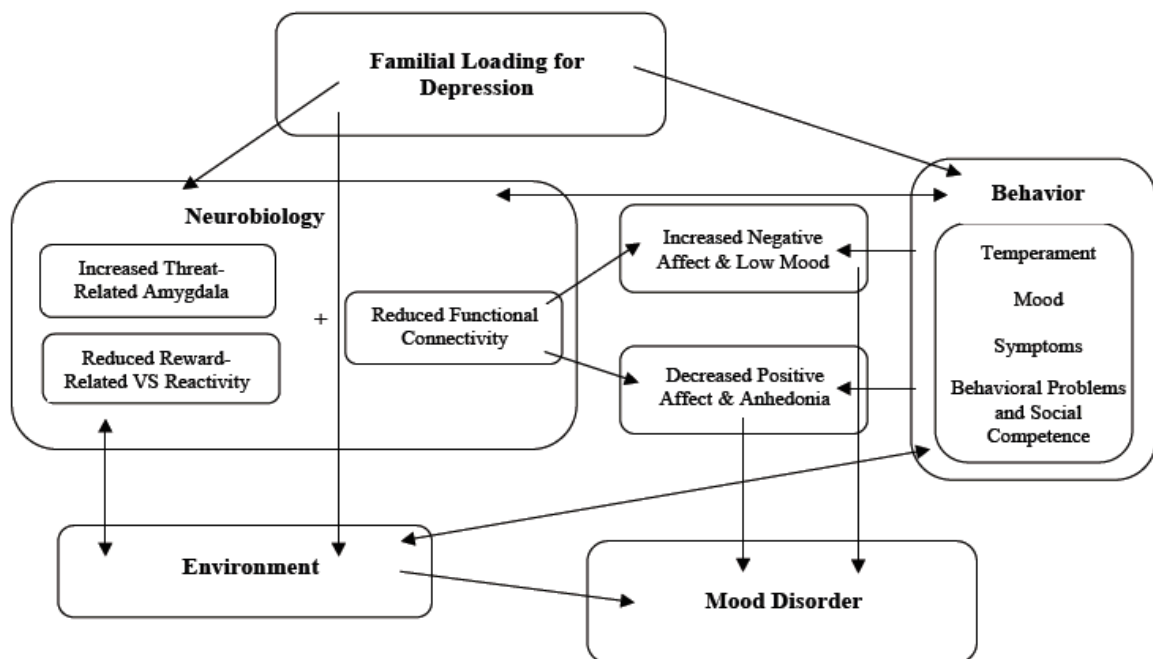 Familial Loading for
Depression
Neurobiology
Increased Threat-
Related Amygdala
Reduced Reward-
Related VS Reactivity
+
Reduced Functional
Connectivity
Increased Negative
Affect & Low Mood
Decreased Positive
Affect & Anhedonia
Behavior
Temperament
Mood
Symptoms
Behavioral Problems
and Social
Competence
Environment
Mood Disorder